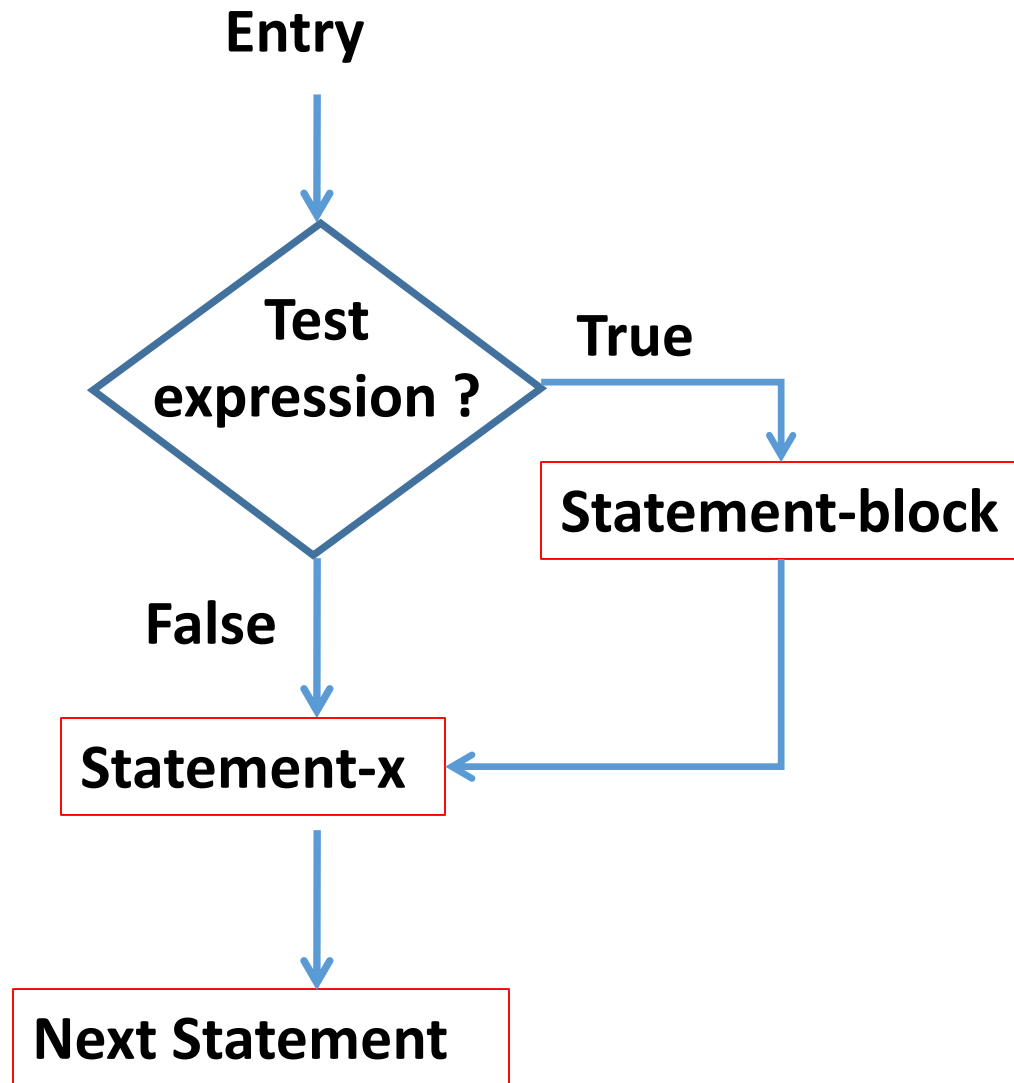 Entry
Test
expression ?
True
Statement-block
False
Statement-x
Next Statement